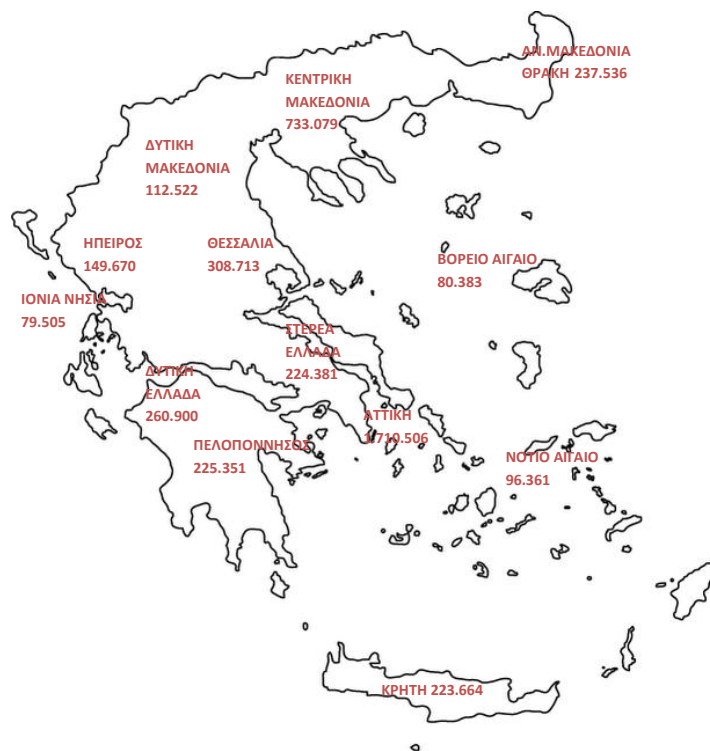 ΑΝ.ΜΑΚΕΔΟΝΙΑ
ΘΡΑΚΗ 237.536
ΚΕΝΤΡΙΚΗ
ΜΑΚΕΔΟΝΙΑ
733.079
ΔΥΤΙΚΗ
ΜΑΚΕΔΟΝΙΑ
112.522
ΗΠΕΙΡΟΣ
149.670
ΘΕΣΣΑΛΙΑ
308.713
ΒΟΡΕΙΟ ΑΙΓΑΙΟ
80.383
ΙΟΝΙΑ ΝΗΣΙΑ
79.505
ΣΤΕΡΕΑ
ΕΛΛΑΔΑ
224.381
ΔΥΤΙΚΗ
ΕΛΛΑΔΑ
260.900
ΑΤΤΙΚΗ
1.710.506
ΠΕΛΟΠΟΝΝΗΣΟΣ
225.351
ΝΟΤΙΟ ΑΙΓΑΙΟ
96.361
ΚΡΗΤΗ 223.664